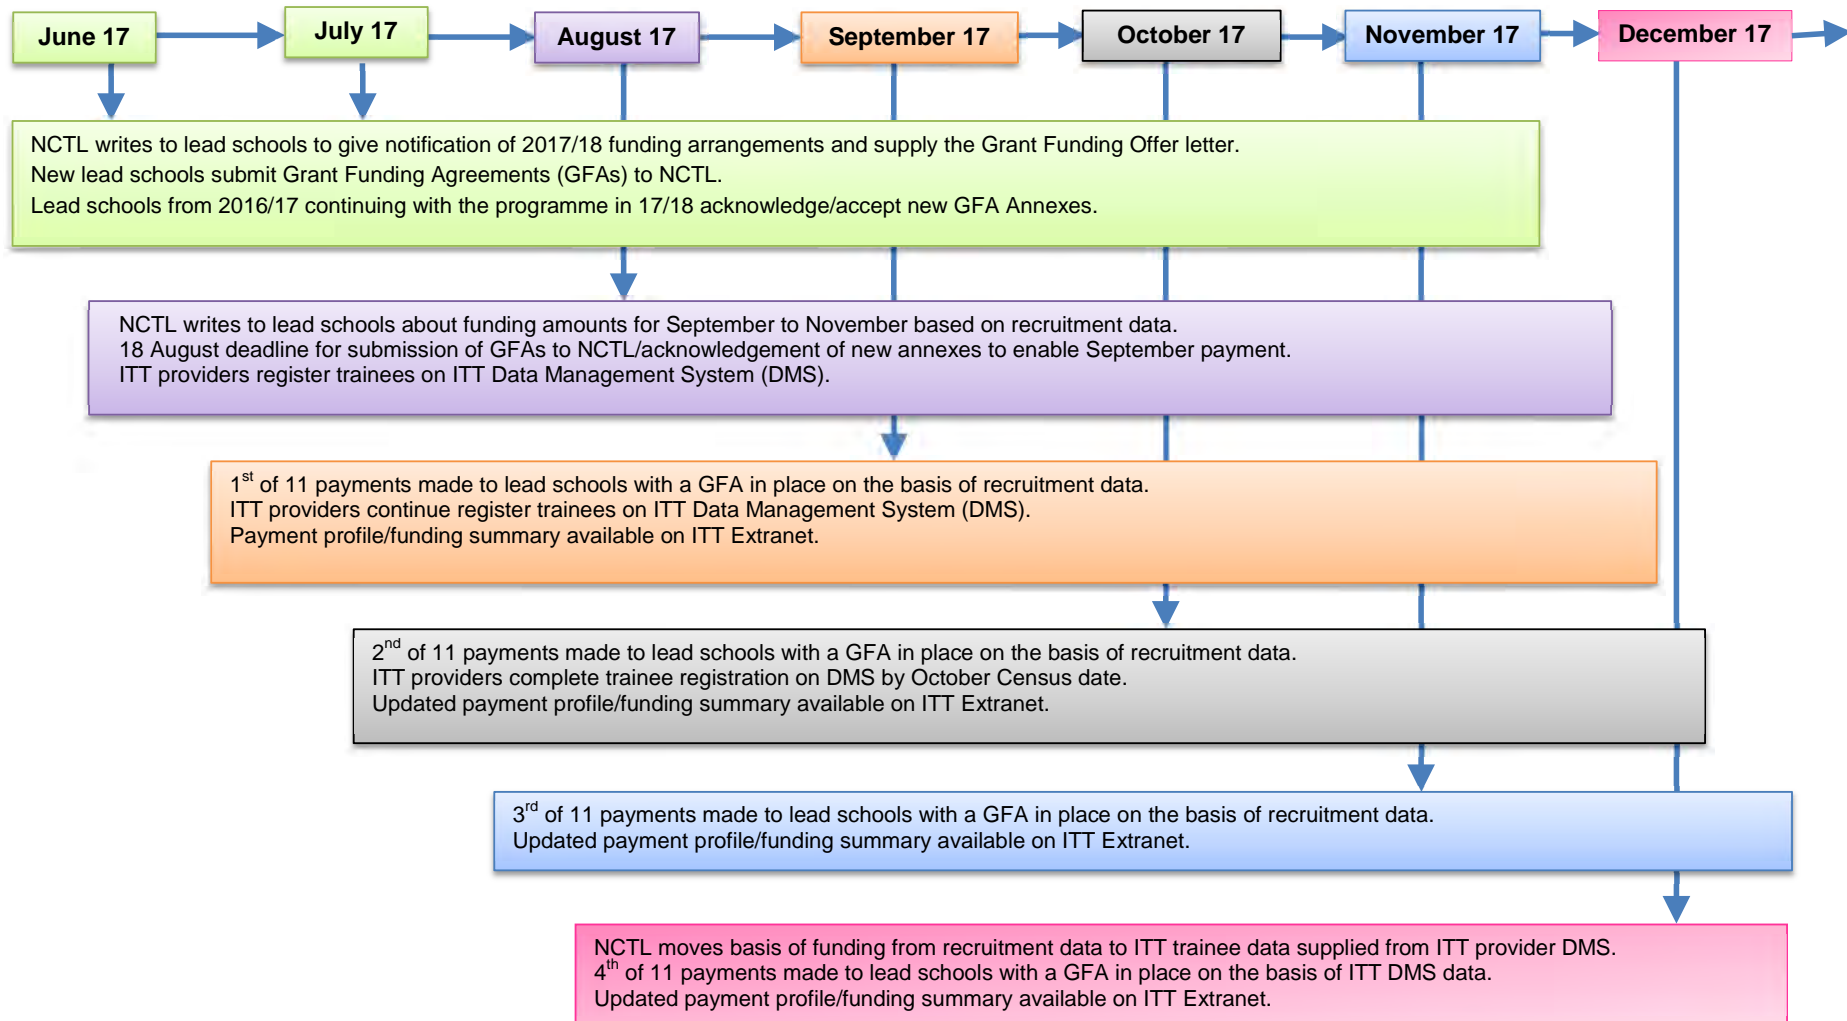 June 17
July 17
August 17
September 17
October 17
November 17
December 17
NCTL writes to lead schools to give notification of 2017/18 funding arrangements and supply the Grant Funding Offer letter.
New lead schools submit Grant Funding Agreements (GFAs) to NCTL.
Lead schools from 2016/17 continuing with the programme in 17/18 acknowledge/accept new GFA Annexes.
NCTL writes to lead schools about funding amounts for September to November based on recruitment data.
18 August deadline for submission of GFAs to NCTL/acknowledgement of new annexes to enable September payment.
ITT providers register trainees on ITT Data Management System (DMS).
1st of 11 payments made to lead schools with a GFA in place on the basis of recruitment data.
ITT providers continue register trainees on ITT Data Management System (DMS).
Payment profile/funding summary available on ITT Extranet.
2nd of 11 payments made to lead schools with a GFA in place on the basis of recruitment data.
ITT providers complete trainee registration on DMS by October Census date.
Updated payment profile/funding summary available on ITT Extranet.
3rd of 11 payments made to lead schools with a GFA in place on the basis of recruitment data.
Updated payment profile/funding summary available on ITT Extranet.
NCTL moves basis of funding from recruitment data to ITT trainee data supplied from ITT provider DMS.
4th of 11 payments made to lead schools with a GFA in place on the basis of ITT DMS data.
Updated payment profile/funding summary available on ITT Extranet.